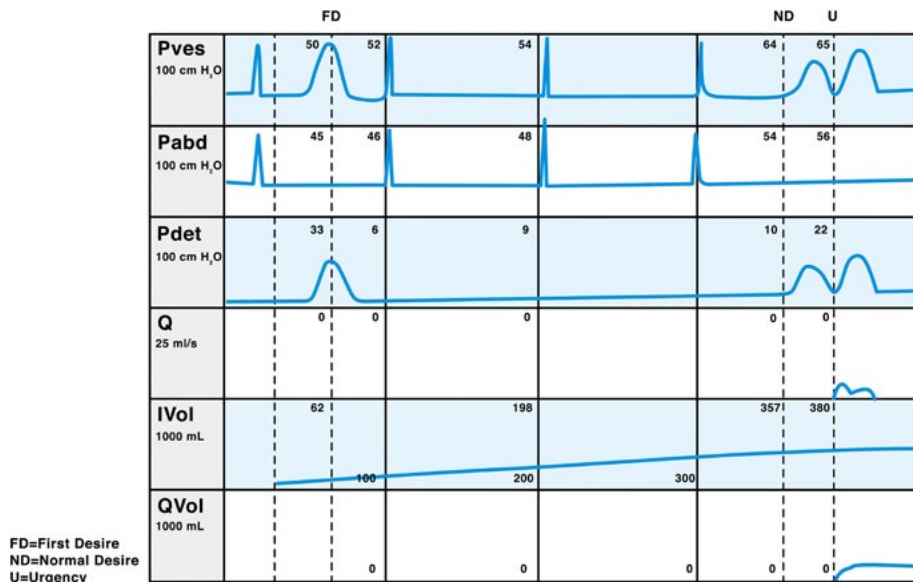 FD ND U
Pves 50 52 54 64 65
100 cm H₂O
Pabd 45 46 48 54 56
100 cm H₂O
Pdet 33 6 9 10 22
100 cm H₂O
Q 0 0 0 0 0
25 ml/s
IVol 62 198 357 380
1000 mL
100 200 300
QVol
1000 mL
0 0 0 0
FD=First Desire
ND=Normal Desire
U=Urgency